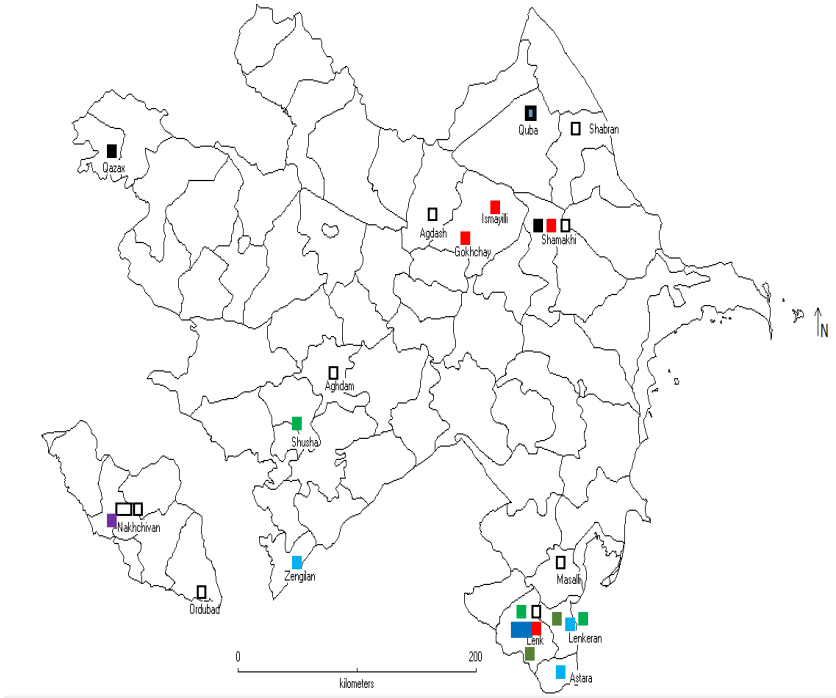 Quba
Shabran
Qazax
Ismayilli
Agdash
Shamakhi
Gokhchay
N
Aghdam
Shusha
Nakhchivan
Zengilan
Masalli
Ordubad
Lerik
Lenkeran
Astara
0 200
kilometers